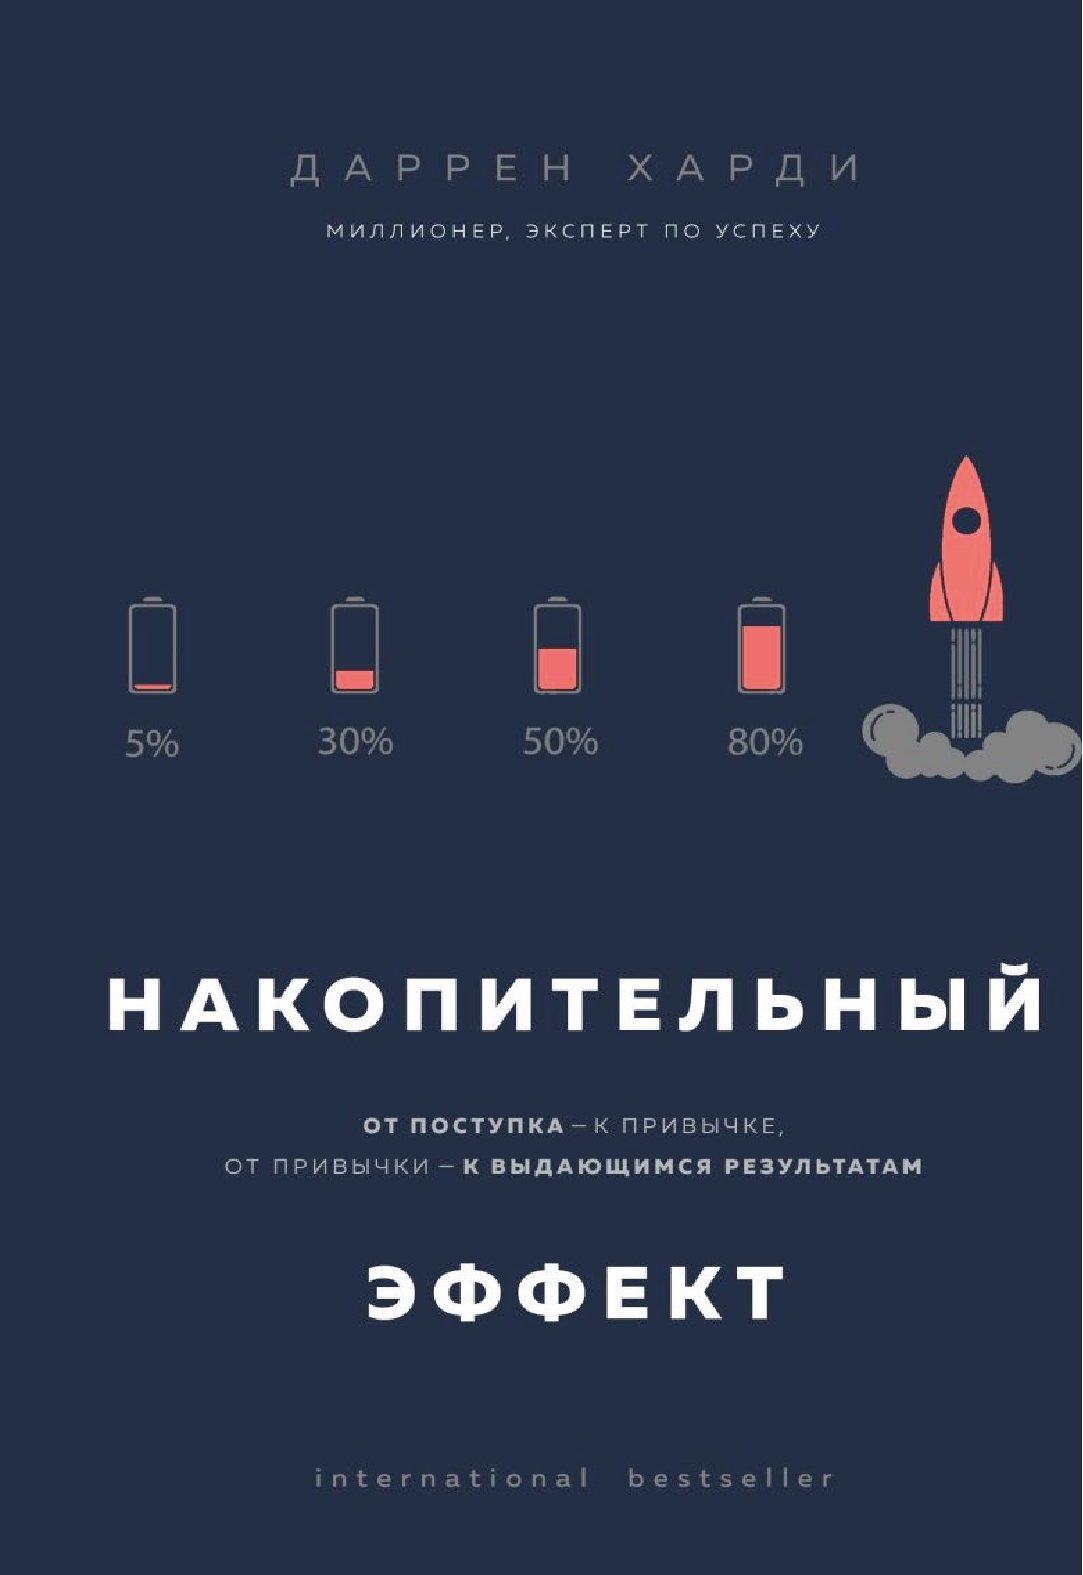 ДАРРЕН ХАРДИ
МИЛЛИОНЕР, ЭКСПЕРТ ПО УСПЕХУ
5% 30% 50% 80%
НАКОПИТЕЛЬНЫЙ
ОТ ПОСТУПКА – К ПРИВЫЧКЕ,
ОТ ПРИВЫЧКИ – К ВЫДАЮЩИМСЯ РЕЗУЛЬТАТАМ
ЭФФЕКТ
international bestseller